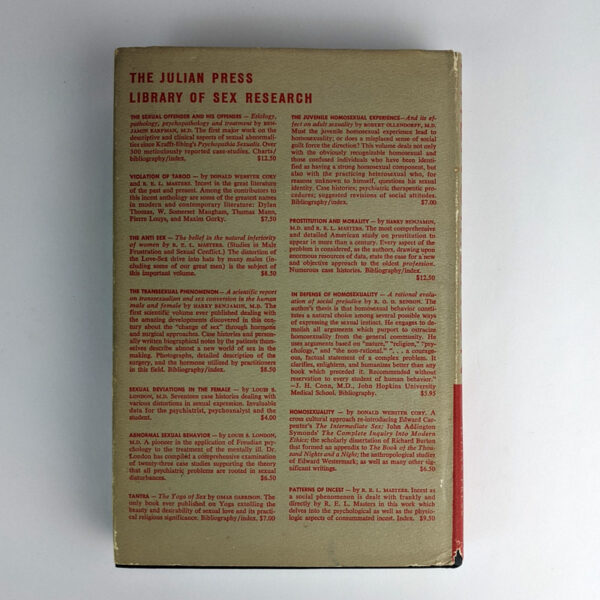 THE JULIAN PRESS
LIBRARY OF SEX RESEARCH
THE SEXUAL OFFENDER AND HIS OFFENSES — Etiology,
pathology, psychopathology and treatment by BEN-
JAMIN KARPMAN, M.D. The first major work on the
descriptive and clinical aspects of sexual abnormali-
ties since Krafft-Ebing's Psychopathia Sexualis. Over
500 meticulously reported case-studies. Charts/
bibliography/index. $12.50
VIOLATION OF TABOO — by DONALD WEBSTER CORY
and R. E. L. MASTERS. Incest in the great literature
of the past and present. Among the contributors to
this incest anthology are some of the greatest names
in modern and contemporary literature: Dylan
Thomas, W. Somerset Maugham, Thomas Mann,
Pierre Louys, and Maxim Gorky. $7.50
THE ANTI SEX — The belief in the natural inferiority
of women by R. E. L. MASTERS. (Studies in Male
Frustration and Sexual Conflict.) The distortion of
the Love-Sex drive into hate by many males (in-
cluding some of our great men) is the subject of
this important volume. $8.50
THE TRANSSEXUAL PHENOMENON — A scientific report
on transsexualism and sex conversion in the human
male and female by HARRY BENJAMIN, M.D. The
first scientific volume ever published dealing with
the amazing developments discovered in this cen-
tury about the "change of sex" through hormonic
and surgical approaches. Case histories and person-
ally written biographical notes by the patients them-
selves describe almost a new world of sex in the
making. Photographs, detailed description of the
surgery, and the hormone utilized by practitioners
in this field. Bibliography/index. $8.50
SEXUAL DEVIATIONS IN THE FEMALE — by LOUIS S.
LONDON, M.D. Seventeen case histories dealing with
various distortions in sexual expression. Invaluable
data for the psychiatrist, psychoanalyst and the
student. $4.00
ABNORMAL SEXUAL BEHAVIOR — by LOUIS S. LONDON,
M.D. A pioneer in the application of Freudian psy-
chology to the treatment of the mentally ill. Dr.
London has compiled a comprehensive examination
of twenty-three case studies supporting the theory
that all psychiatric problems are rooted in sexual
disturbances. $6.50
TANTRA — The Yoga of Sex by OMAR GARRISON. The
only book ever published on Yoga extolling the
beauty and desirability of sexual love and its practi-
cal religious significance. Bibliography/index. $7.00
THE JUVENILE HOMOSEXUAL EXPERIENCE—And its ef-
fect on adult sexuality by ROBERT OLLENDORFF, M.D.
Must the juvenile homosexual experience lead to
homosexuality; or does a misplaced sense of social
guilt force the direction? This volume deals not only
with the obviously recognizable homosexual and
those confused individuals who have been identi-
fied as having a strong homosexual component, but
also with the practicing heterosexual who, for
reasons unknown to himself, questions his sexual
identity. Case histories; psychiatric therapeutic pro-
cedures; suggested revisions of social attitudes.
Bibliography/index. $7.00
PROSTITUTION AND MORALITY — by HARRY BENJAMIN,
M.D. and R. E. L. MASTERS. The most comprehensive
and detailed American study on prostitution to
appear in more than a century. Every aspect of the
problem is considered, as the authors, drawing upon
enormous resources of data, state the case for a new
and objective approach to the oldest profession.
Numerous case histories. Bibliography/index.
$12.50
IN DEFENSE OF HOMOSEXUALITY — A rational evalu-
ation of social prejudice by R. O. D. BENSON. The
author's thesis is that homosexual behavior consti-
tutes a natural choice among several possible ways
of expressing the sexual instinct. He engages to de-
molish all arguments which purport to ostracize
homosexuality from the general community. He
uses arguments based on "nature," "religion," "psy-
chology," and "the non-rational." ". . . a courage-
ous, factual statement of a complex problem. It
clarifies, enlightens, and humanizes better than any
book which preceded it. Recommended without
reservation to every student of human behavior."
—J. H. Conn, M.D., John Hopkins University
Medical School. Bibliography. $5.95
HOMOSEXUALITY — by DONALD WEBSTER CORY. A
cross cultural approach re-introducing Edward Car-
penter's The Intermediate Sex; John Addington
Symonds' The Complete Inquiry Into Modern
Ethics; the scholarly dissertation of Richard Burton
that formed an appendix to The Book of the Thou-
sand Nights and a Night; the anthropological studies
of Edward Westermark; as well as many other sig-
nificant writings. $6.50
PATTERNS OF INCEST — by R. E. L. MASTERS. Incest as
a social phenomenon is dealt with frankly and
directly by R. E. L. Masters in this work which
delves into the psychological as well as the physio-
logic aspects of consummated incest. Index. $9.50